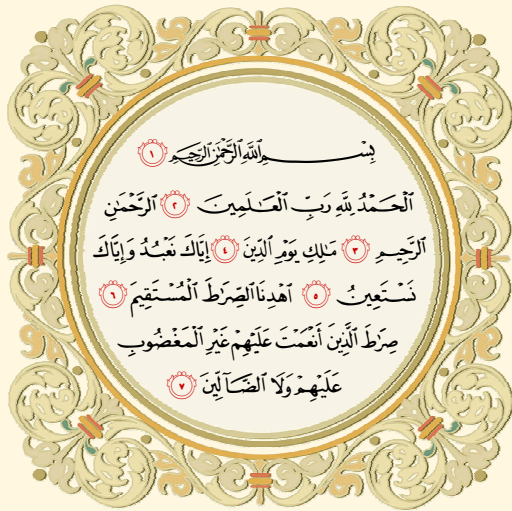 بِسْمِ ٱللَّهِ ٱلرَّحْمَٰنِ ٱلرَّحِيمِ ١
ٱلْحَمْدُ لِلَّهِ رَبِّ ٱلْعَٰلَمِينَ ٢ ٱلرَّحْمَٰنِ
ٱلرَّحِيمِ ٣ مَٰلِكِ يَوْمِ ٱلدِّينِ ٤ إِيَّاكَ نَعْبُدُ وَإِيَّاكَ
نَسْتَعِينُ ٥ ٱهْدِنَا ٱلصِّرَٰطَ ٱلْمُسْتَقِيمَ ٦
صِرَٰطَ ٱلَّذِينَ أَنْعَمْتَ عَلَيْهِمْ غَيْرِ ٱلْمَغْضُوبِ
عَلَيْهِمْ وَلَا ٱلضَّآلِّينَ ٧